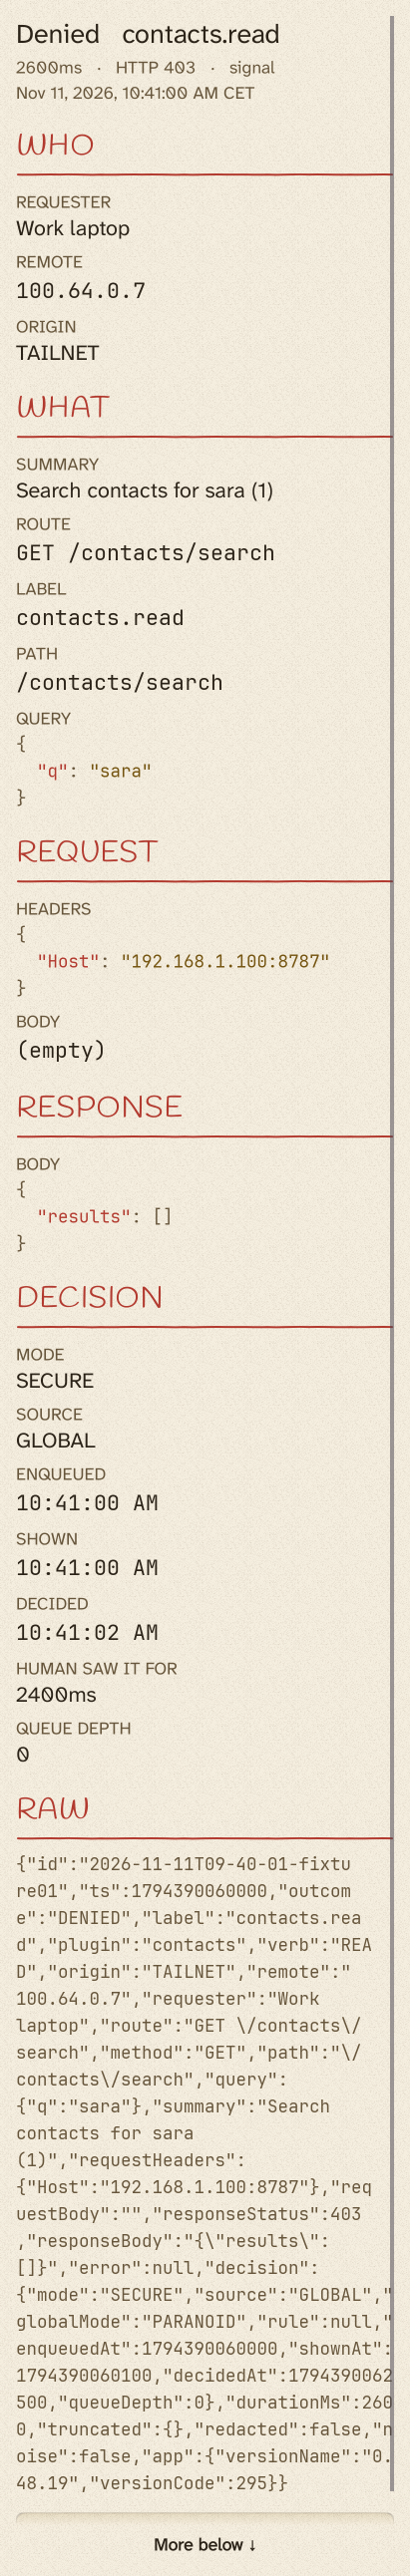 Denied contacts.read
2600ms · HTTP 403 · signal
Nov 11, 2026, 10:41:00 AM CET
WHO
REQUESTER
Work laptop
REMOTE
100.64.0.7
ORIGIN
TAILNET
WHAT
SUMMARY
Search contacts for sara (1)
ROUTE
GET /contacts/search
LABEL
contacts.read
PATH
/contacts/search
QUERY
{
  "q": "sara"
}
REQUEST
HEADERS
{
  "Host": "192.168.1.100:8787"
}
BODY
(empty)
RESPONSE
BODY
{
  "results": []
}
DECISION
MODE
SECURE
SOURCE
GLOBAL
ENQUEUED
10:41:00 AM
SHOWN
10:41:00 AM
DECIDED
10:41:02 AM
HUMAN SAW IT FOR
2400ms
QUEUE DEPTH
0
RAW
{"id":"2026-11-11T09-40-01-fixtu
re01","ts":1794390060000,"outcom
e":"DENIED","label":"contacts.rea
d","plugin":"contacts","verb":"REA
D","origin":"TAILNET","remote":"
100.64.0.7","requester":"Work
laptop","route":"GET \/contacts\/
search","method":"GET","path":"\/
contacts\/search","query":
{"q":"sara"},"summary":"Search
contacts for sara
(1)","requestHeaders":
{"Host":"192.168.1.100:8787"},"req
uestBody":"","responseStatus":403
,"responseBody":"{\"results\":
[]}","error":null,"decision":
{"mode":"SECURE","source":"GLOBAL","
globalMode":"PARANOID","rule":null,"
enqueuedAt":1794390060000,"shownAt":
1794390060100,"decidedAt":1794390062
500,"queueDepth":0},"durationMs":260
0,"truncated":{},"redacted":false,"n
oise":false,"app":{"versionName":"0.
48.19","versionCode":295}}
More below ↓